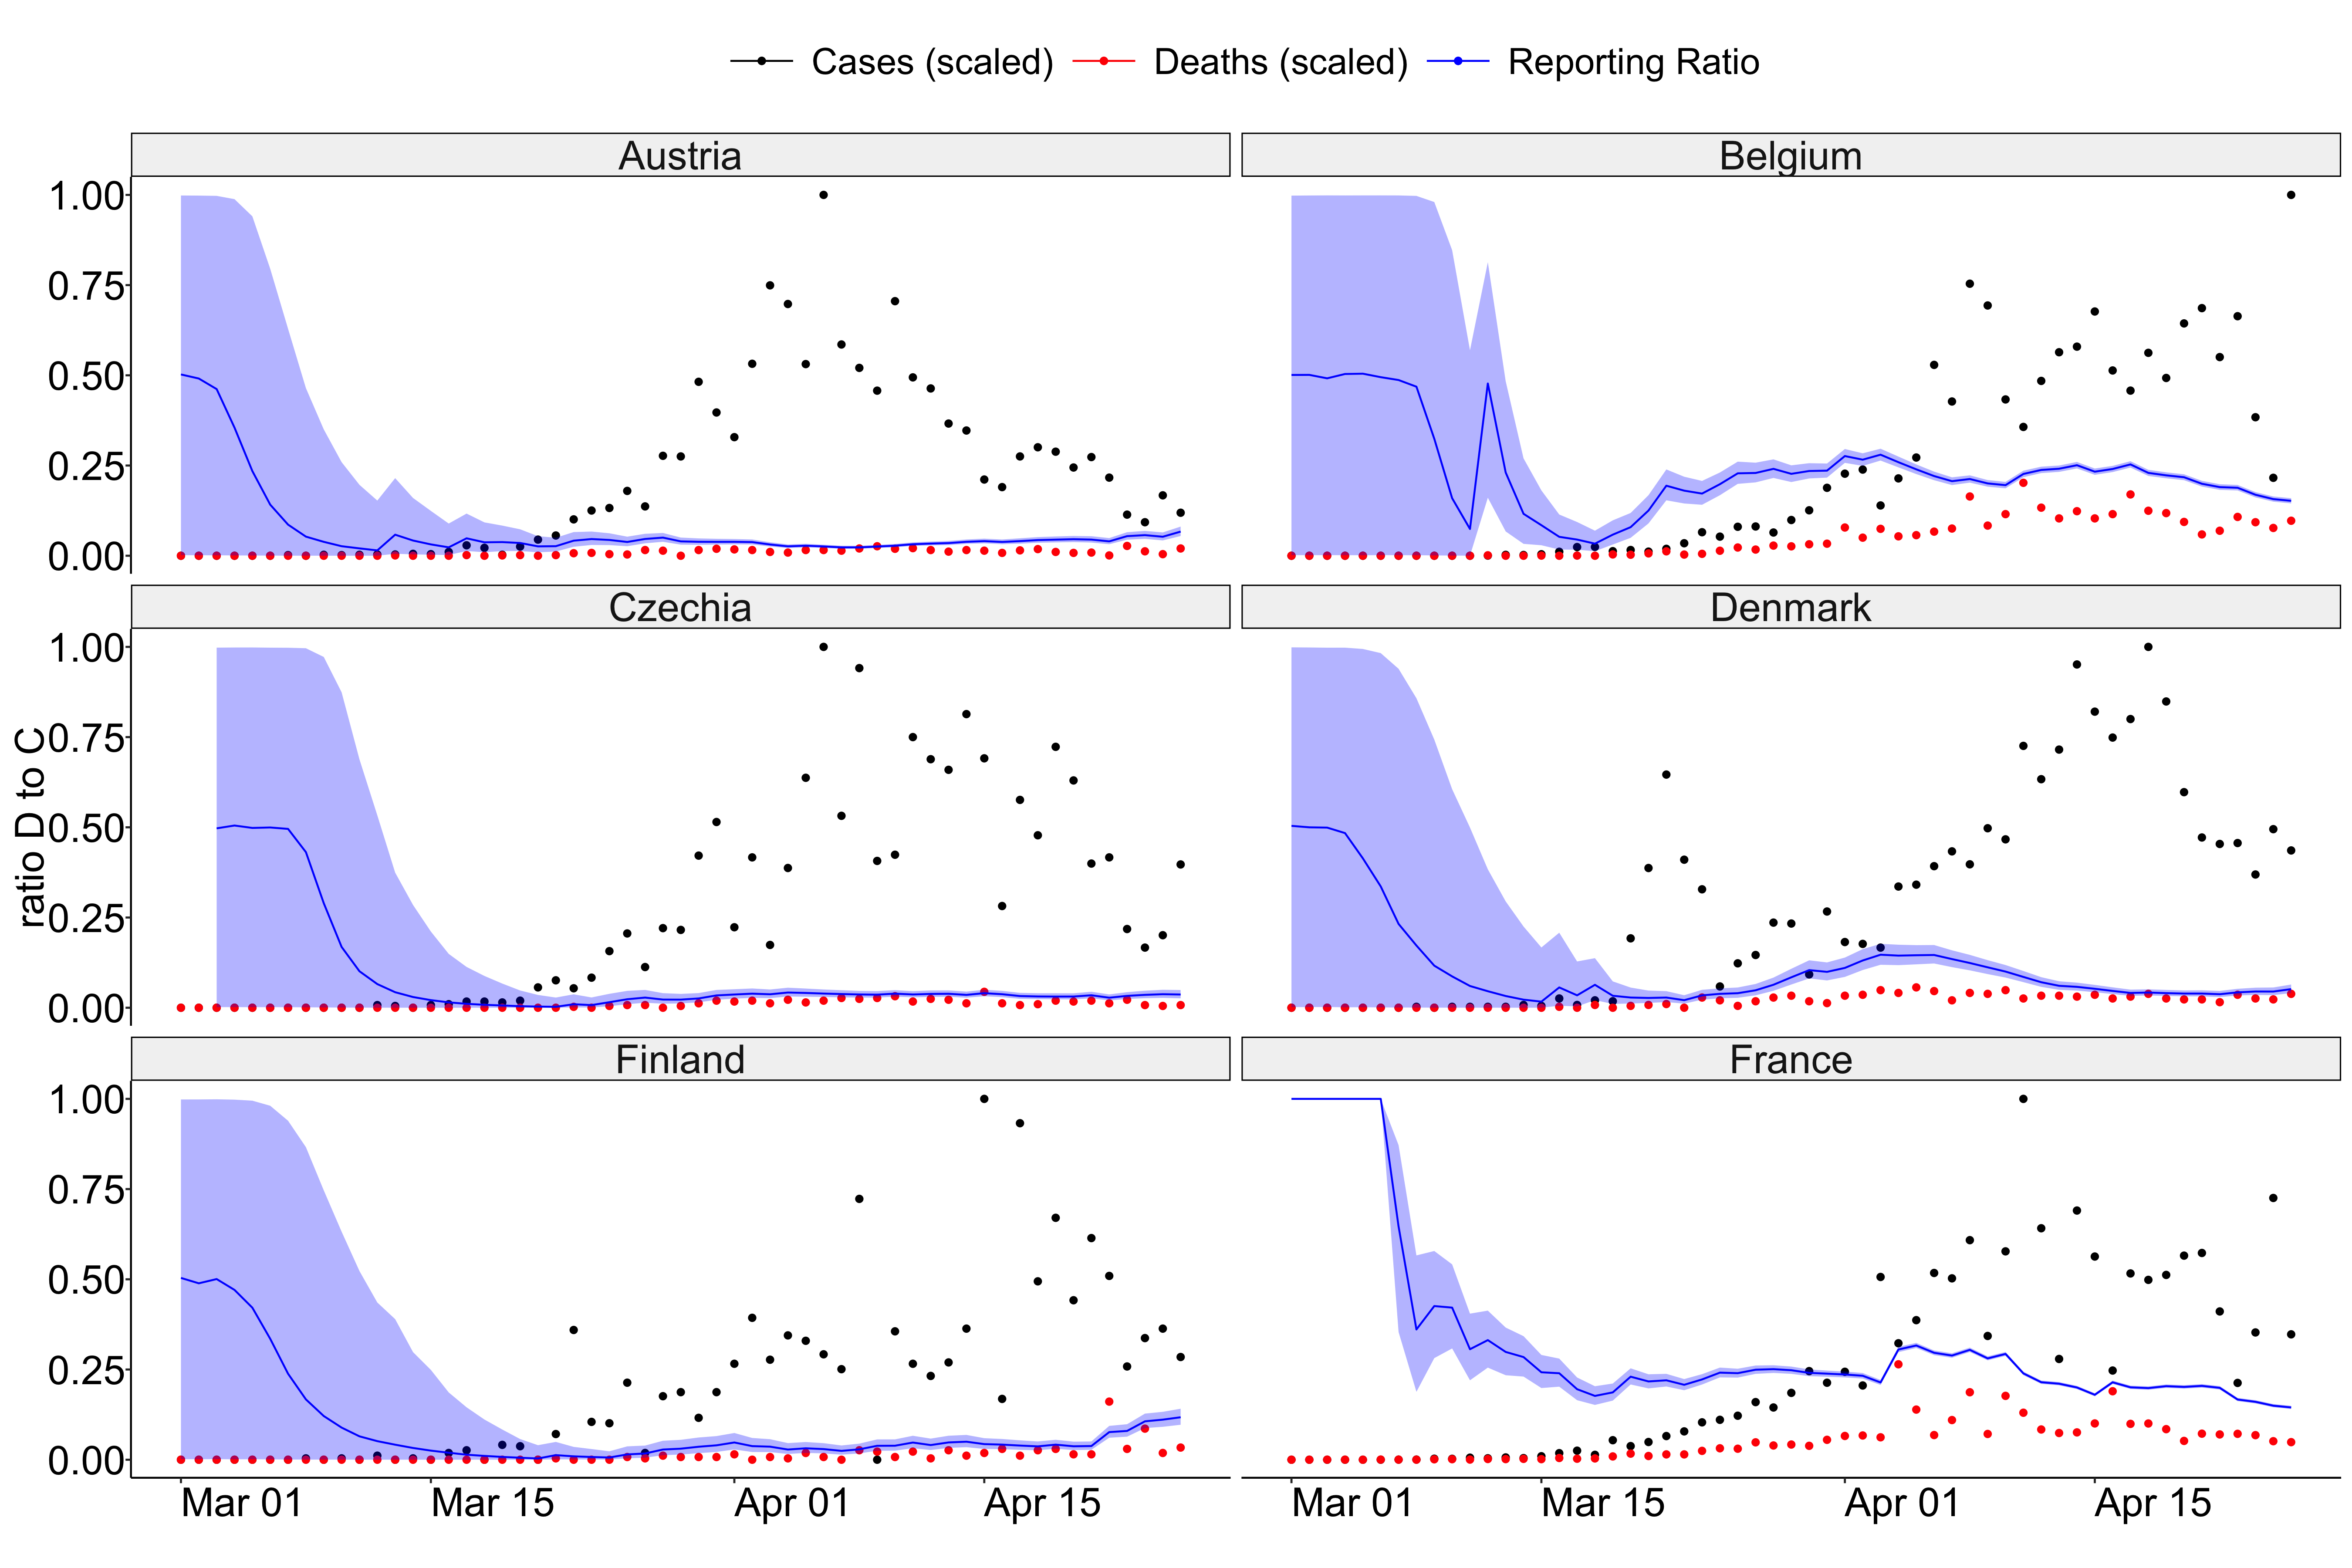 Cases (scaled) Deaths (scaled) Reporting Ratio
Austria Belgium
1.00
0.75
0.50
0.25
0.00
Czechia Denmark
1.00
0.75
0.50
0.25
0.00
ratio D to C
Finland France
1.00
0.75
0.50
0.25
0.00
Mar 01 Mar 15 Apr 01 Apr 15 Mar 01 Mar 15 Apr 01 Apr 15